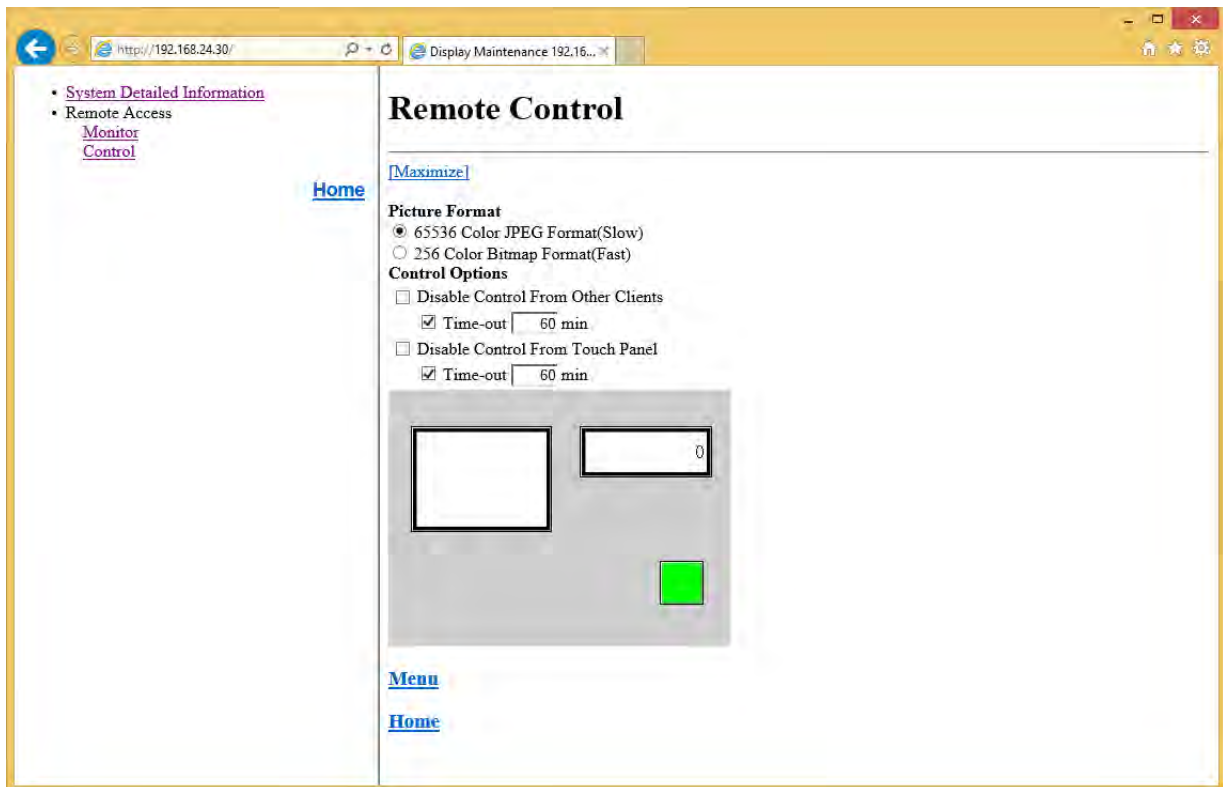 http://192.168.24.30/
Display Maintenance 192.16...
• System Detailed Information
• Remote Access
Monitor
Control
Home
Remote Control
[Maximize]
Picture Format
65536 Color JPEG Format(Slow)
256 Color Bitmap Format(Fast)
Control Options
Disable Control From Other Clients
Time-out 60 min
Disable Control From Touch Panel
Time-out 60 min
0
Menu
Home